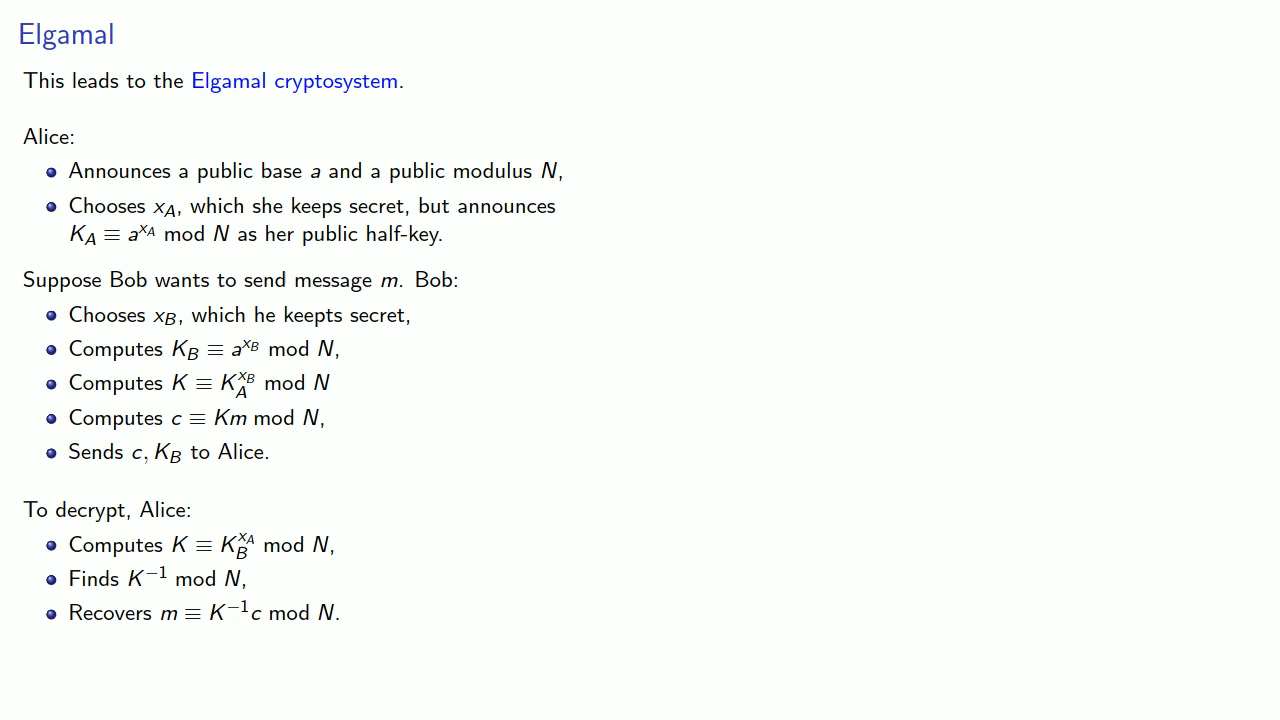 Elgamal
This leads to the Elgamal cryptosystem.
Alice:
• Announces a public base a and a public modulus N,
• Chooses x_A, which she keeps secret, but announces
K_A ≡ a^{x_A} mod N as her public half-key.
Suppose Bob wants to send message m. Bob:
• Chooses x_B, which he keepts secret,
• Computes K_B ≡ a^{x_B} mod N,
• Computes K ≡ K_A^{x_B} mod N
• Computes c ≡ Km mod N,
• Sends c, K_B to Alice.
To decrypt, Alice:
• Computes K ≡ K_B^{x_A} mod N,
• Finds K^{−1} mod N,
• Recovers m ≡ K^{−1}c mod N.